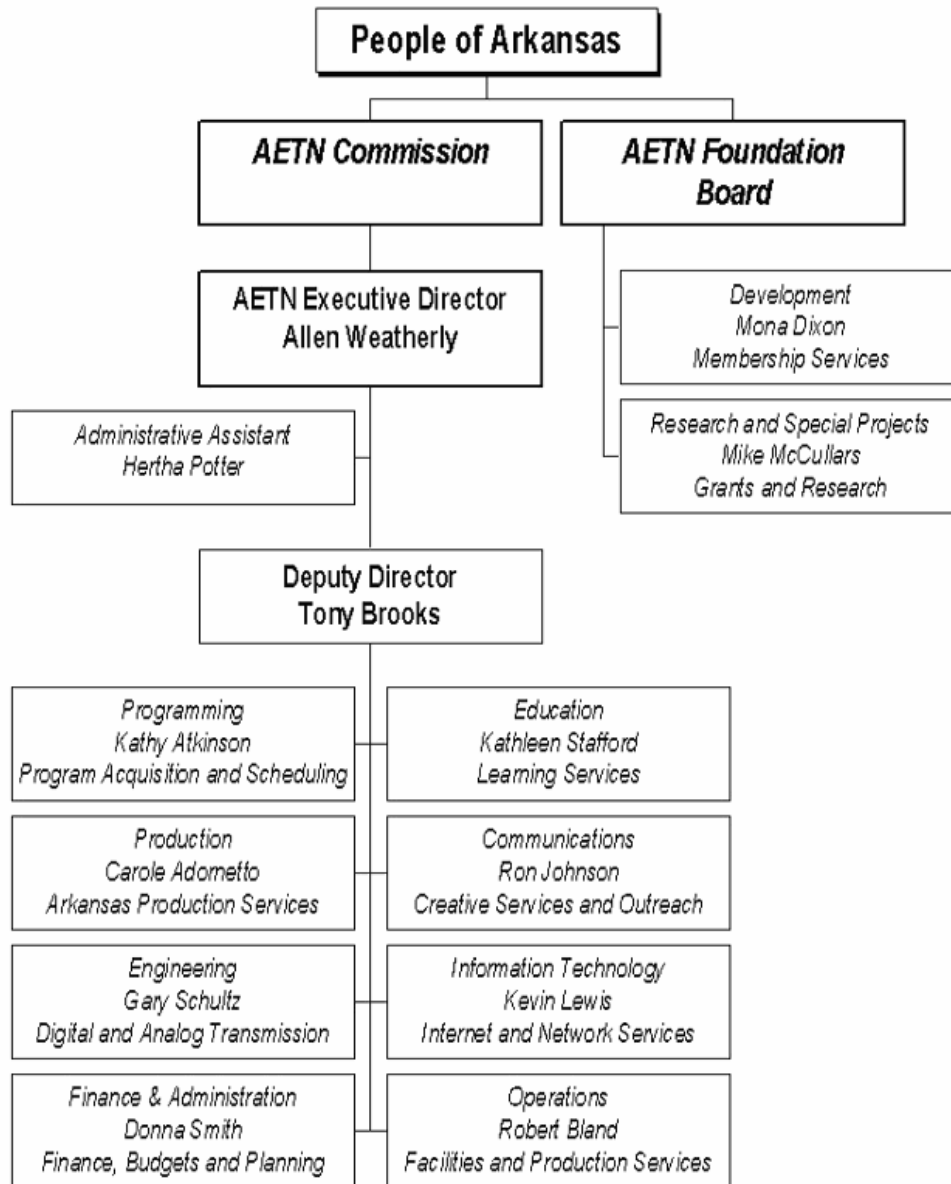 People of Arkansas
AETN Commission
AETN Foundation
Board
AETN Executive Director
Allen Weatherly
Development
Mona Dixon
Membership Services
Administrative Assistant
Hertha Potter
Research and Special Projects
Mike McCullars
Grants and Research
Deputy Director
Tony Brooks
Programming
Kathy Atkinson
Program Acquisition and Scheduling
Education
Kathleen Stafford
Learning Services
Production
Carole Adornetto
Arkansas Production Services
Communications
Ron Johnson
Creative Services and Outreach
Engineering
Gary Schultz
Digital and Analog Transmission
Information Technology
Kevin Lewis
Internet and Network Services
Finance & Administration
Donna Smith
Finance, Budgets and Planning
Operations
Robert Bland
Facilities and Production Services